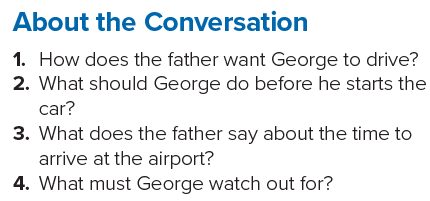 About the Conversation
1. How does the father want George to drive?
2. What should George do before he starts the
car?
3. What does the father say about the time to
arrive at the airport?
4. What must George watch out for?